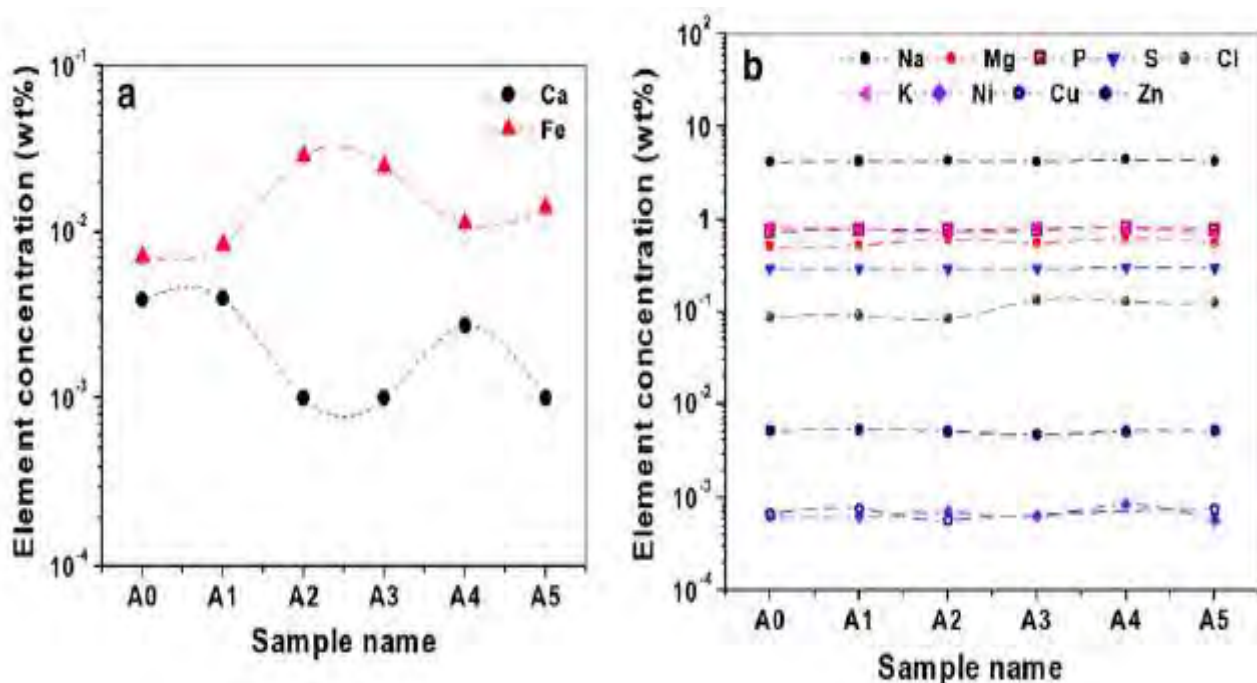 a
Ca
Fe
Element concentration (wt%)
10-1
10-2
10-3
10-4
A0 A1 A2 A3 A4 A5
Sample name
b
Na Mg P S Cl
K Ni Cu Zn
Element concentration (wt%)
10²
10
1
10-1
10-2
10-3
10-4
A0 A1 A2 A3 A4 A5
Sample name